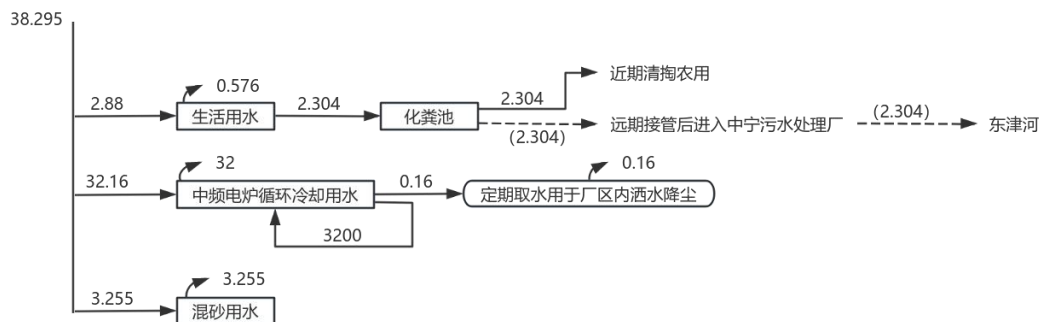 38.295
近期清掏农用
0.576
2.88
生活用水
2.304
化粪池
2.304
(2.304)
远期接管后进入中宁污水处理厂
(2.304)
东津河
32
0.16
32.16
中频电炉循环冷却用水
0.16
定期取水用于厂区内洒水降尘
3200
3.255
3.255
混砂用水